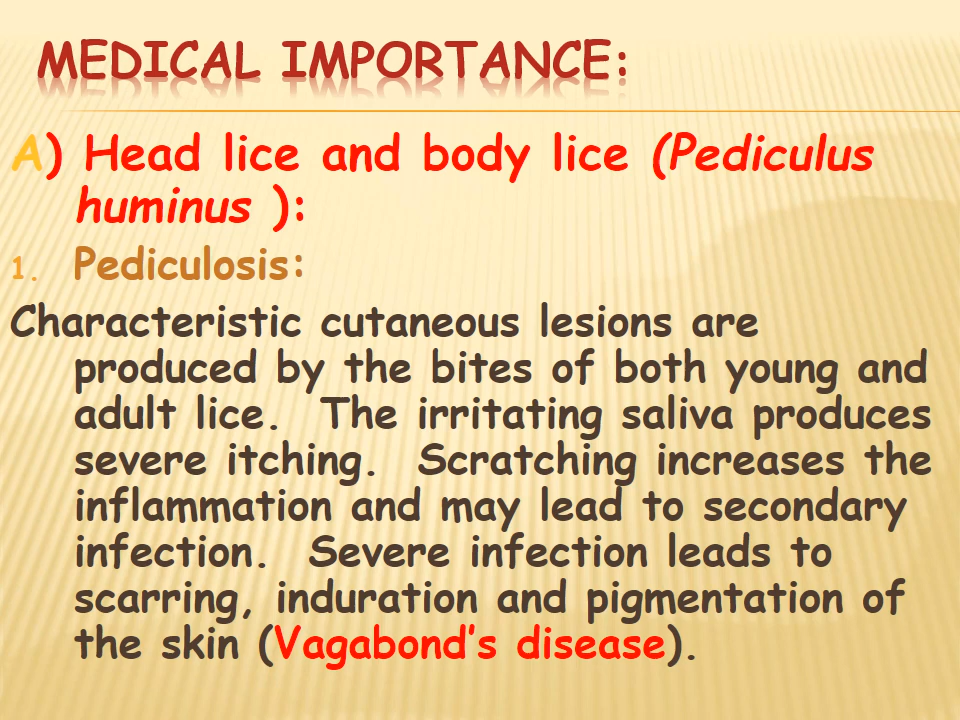 MEDICAL IMPORTANCE:
A) Head lice and body lice (Pediculus
huminus ):
1. Pediculosis:
Characteristic cutaneous lesions are
produced by the bites of both young and
adult lice. The irritating saliva produces
severe itching. Scratching increases the
inflammation and may lead to secondary
infection. Severe infection leads to
scarring, induration and pigmentation of
the skin (Vagabond's disease).